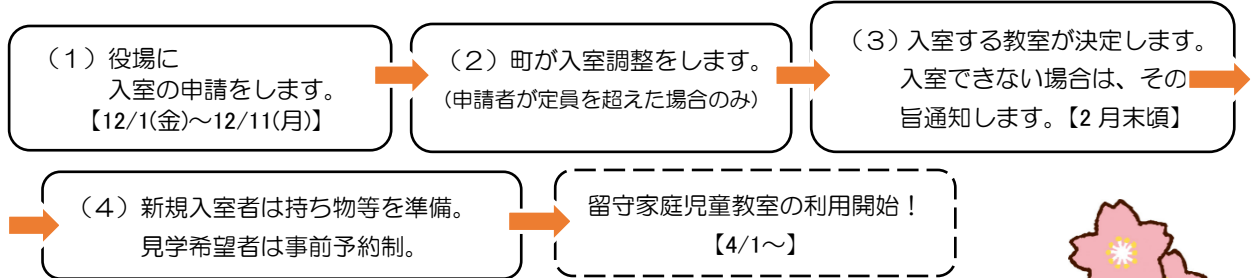 （1）役場に
入室の申請をします。
【12/1(金)～12/11(月)】
（2）町が入室調整をします。
(申請者が定員を超えた場合のみ)
（3）入室する教室が決定します。
入室できない場合は、その
旨通知します。【2 月末頃】
（4）新規入室者は持ち物等を準備。
見学希望者は事前予約制。
留守家庭児童教室の利用開始！
【4/1～】